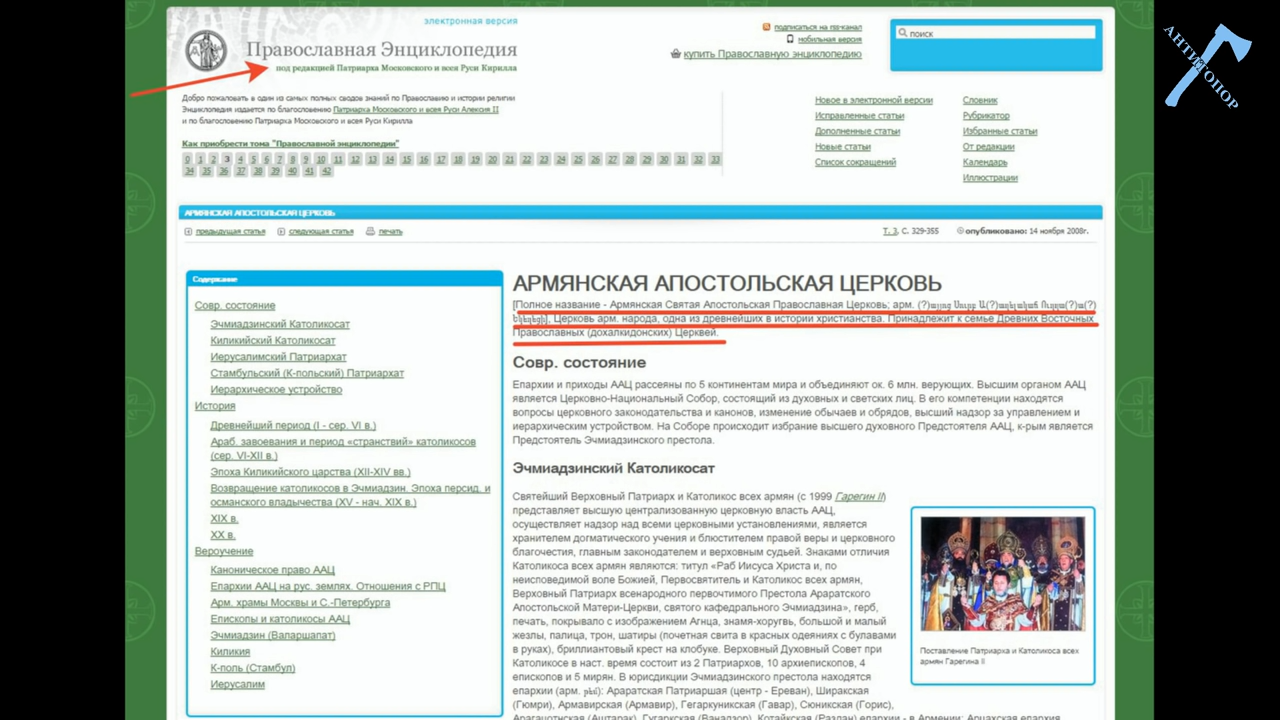 электронная версия
Православная Энциклопедия
под редакцией Патриарха Московского и всея Руси Кирилла
подписаться на rss-канал
мобильная версия
купить Православную энциклопедию
поиск
АНТИТОПОР
Добро пожаловать в один из самых полных сводов знаний по Православию и истории религии
Энциклопедия издается по благословению Патриарха Московского и всея Руси Алексия II
и по благословению Патриарха Московского и всея Руси Кирилла
Как приобрести тома "Православной энциклопедии"
0 1 2 3 4 5 6 7 8 9 10 11 12 13 14 15 16 17 18 19 20 21 22 23 24 25 26 27 28 29 30 31 32 33
34 35 36 37 38 39 40 41 42
Новое в электронной версии
Исправленные статьи
Дополненные статьи
Новые статьи
Список сокращений
Словник
Рубрикатор
Избранные статьи
От редакции
Календарь
Иллюстрации
АРМЯНСКАЯ АПОСТОЛЬСКАЯ ЦЕРКОВЬ
предыдущая статья следующая статья печать
Т. 3, С. 329-355 опубликовано: 14 ноября 2008г.
Содержание
Совр. состояние
Эчмиадзинский Католикосат
Киликийский Католикосат
Иерусалимский Патриархат
Стамбульский (К-польский) Патриархат
Иерархическое устройство
История
Древнейший период (I - сер. VI в.)
Араб. завоевания и период «странствий» католикосов
(сер. VI-XII в.)
Эпоха Киликийского царства (XII-XIV вв.)
Возвращение католикосов в Эчмиадзин. Эпоха персид. и
османского владычества (XV - нач. XIX в.)
XIX в.
XX в.
Вероучение
Каноническое право ААЦ
Епархии ААЦ на рус. землях. Отношения с РПЦ
Арм. храмы Москвы и С.-Петербурга
Епископы и католикосы ААЦ
Эчмиадзин (Валаршапат)
Киликия
К-поль (Стамбул)
Иерусалим
АРМЯНСКАЯ АПОСТОЛЬСКАЯ ЦЕРКОВЬ
[Полное название - Армянская Святая Апостольская Православная Церковь; арм.
Церковь арм. народа, одна из древнейших в истории христианства. Принадлежит к семье Древних Восточных
Православных (дохалкидонских) Церквей.
Совр. состояние
Епархии и приходы ААЦ рассеяны по 5 континентам мира и объединяют ок. 6 млн. верующих. Высшим органом ААЦ
является Церковно-Национальный Собор, состоящий из духовных и светских лиц. В его компетенции находятся
вопросы церковного законодательства и канонов, изменение обычаев и обрядов, высший надзор за управлением и
иерархическим устройством. На Соборе происходит избрание высшего духовного Предстоятеля ААЦ, к-рым является
Предстоятель Эчмиадзинского престола.
Эчмиадзинский Католикосат
Святейший Верховный Патриарх и Католикос всех армян (с 1999 Гарегин II)
представляет высшую централизованную церковную власть ААЦ,
осуществляет надзор над всеми церковными установлениями, является
хранителем догматического учения и блюстителем правой веры и церковного
благочестия, главным законодателем и верховным судьей. Знаками отличия
Католикоса всех армян являются: титул «Раб Иисуса Христа и, по
неисповедимой воле Божией, Первосвятитель и Католикос всех армян,
Верховный Патриарх всенародного первочтимого Престола Араратского
Апостольской Матери-Церкви, святого кафедрального Эчмиадзина», герб,
печать, покрывало с изображением Агнца, знамя-хоругвь, большой и малый
жезлы, палица, трон, шатиры (почетная свита в красных одеяниях с булавами
в руках), бриллиантовый крест на клобуке. Верховный Духовный Совет при
Католикосе в наст. время состоит из 2 Патриархов, 10 архиепископов, 4
епископов и 5 мирян. В юрисдикции Эчмиадзинского престола находятся
епархии (арм. թեմ): Араратская Патриаршая (центр - Ереван), Ширакская
(Гюмри), Армавирская (Армавир), Гегаркуникская (Гавар), Сюникская (Горис),
Арагацотнская (Аштарак), Гугаркская (Ванадзор), Котайкская (Раздан) епархии - в Армении; Арцахская епархия
Поставление Патриарха и Католикоса всех
армян Гарегина II